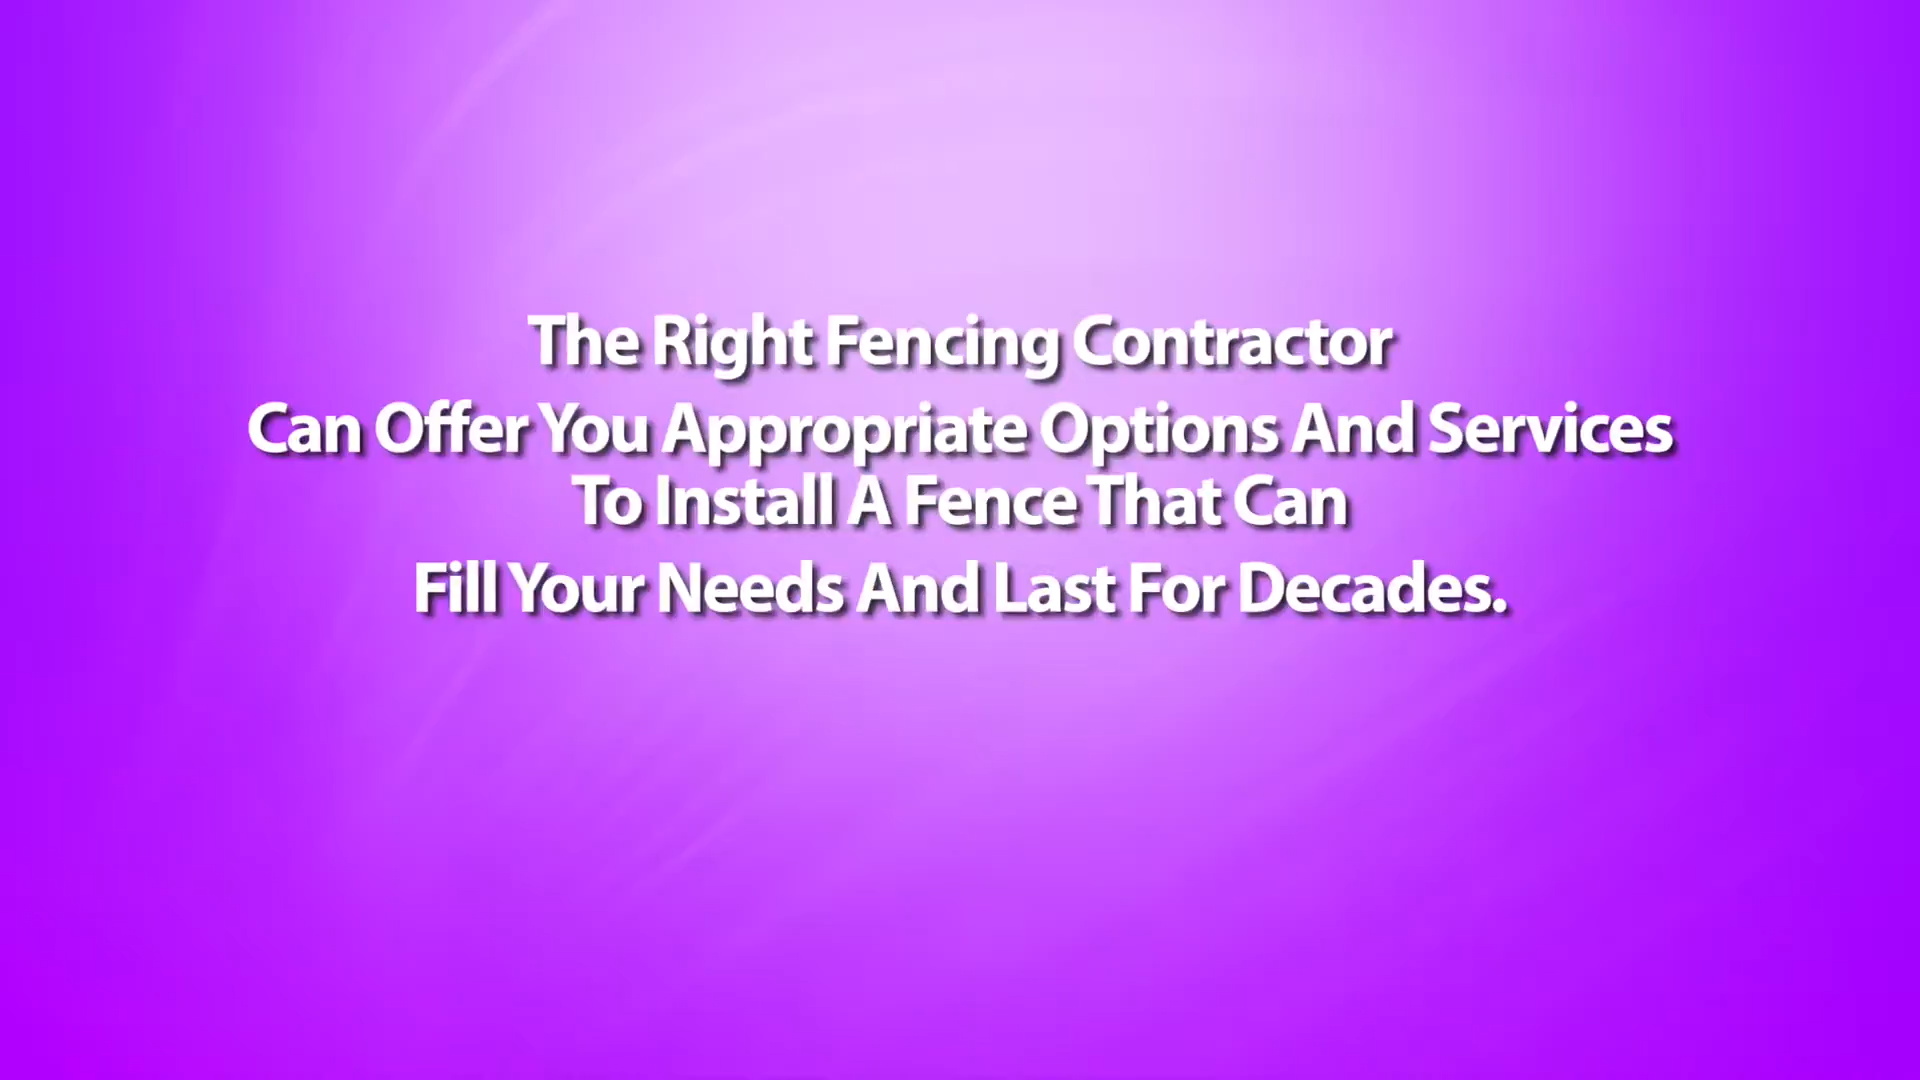 The Right Fencing Contractor
Can Offer You Appropriate Options And Services
To Install A Fence That Can
Fill Your Needs And Last For Decades.